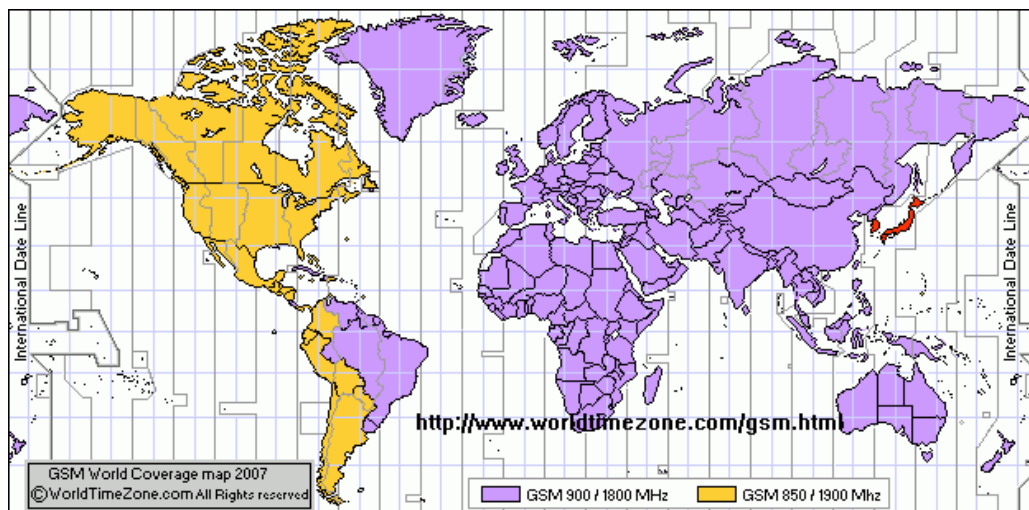 International Date Line
International Date Line
http://www.worldtimezone.com/gsm.html
GSM World Coverage map 2007
©WorldTimeZone.com All Rights reserved
GSM 900 / 1800 MHz
GSM 850 / 1900 Mhz